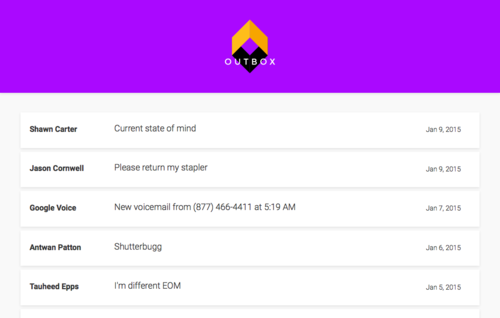 OUTBOX
Shawn Carter Current state of mind Jan 9, 2015
Jason Cornwell Please return my stapler Jan 9, 2015
Google Voice New voicemail from (877) 466-4411 at 5:19 AM Jan 7, 2015
Antwan Patton Shutterbugg Jan 6, 2015
Tauheed Epps I'm different EOM Jan 5, 2015